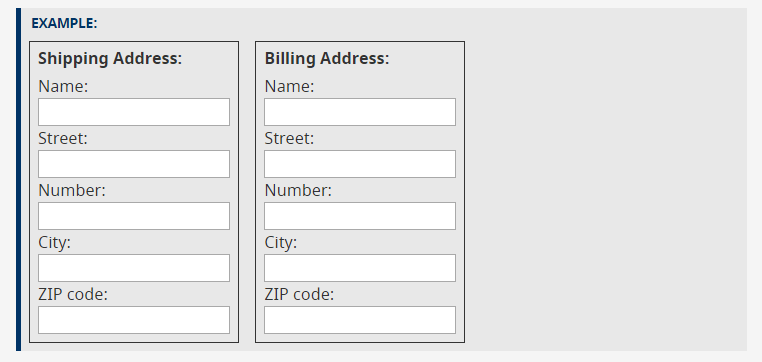 EXAMPLE:
Shipping Address:
Name:
Street:
Number:
City:
ZIP code:
Billing Address:
Name:
Street:
Number:
City:
ZIP code: